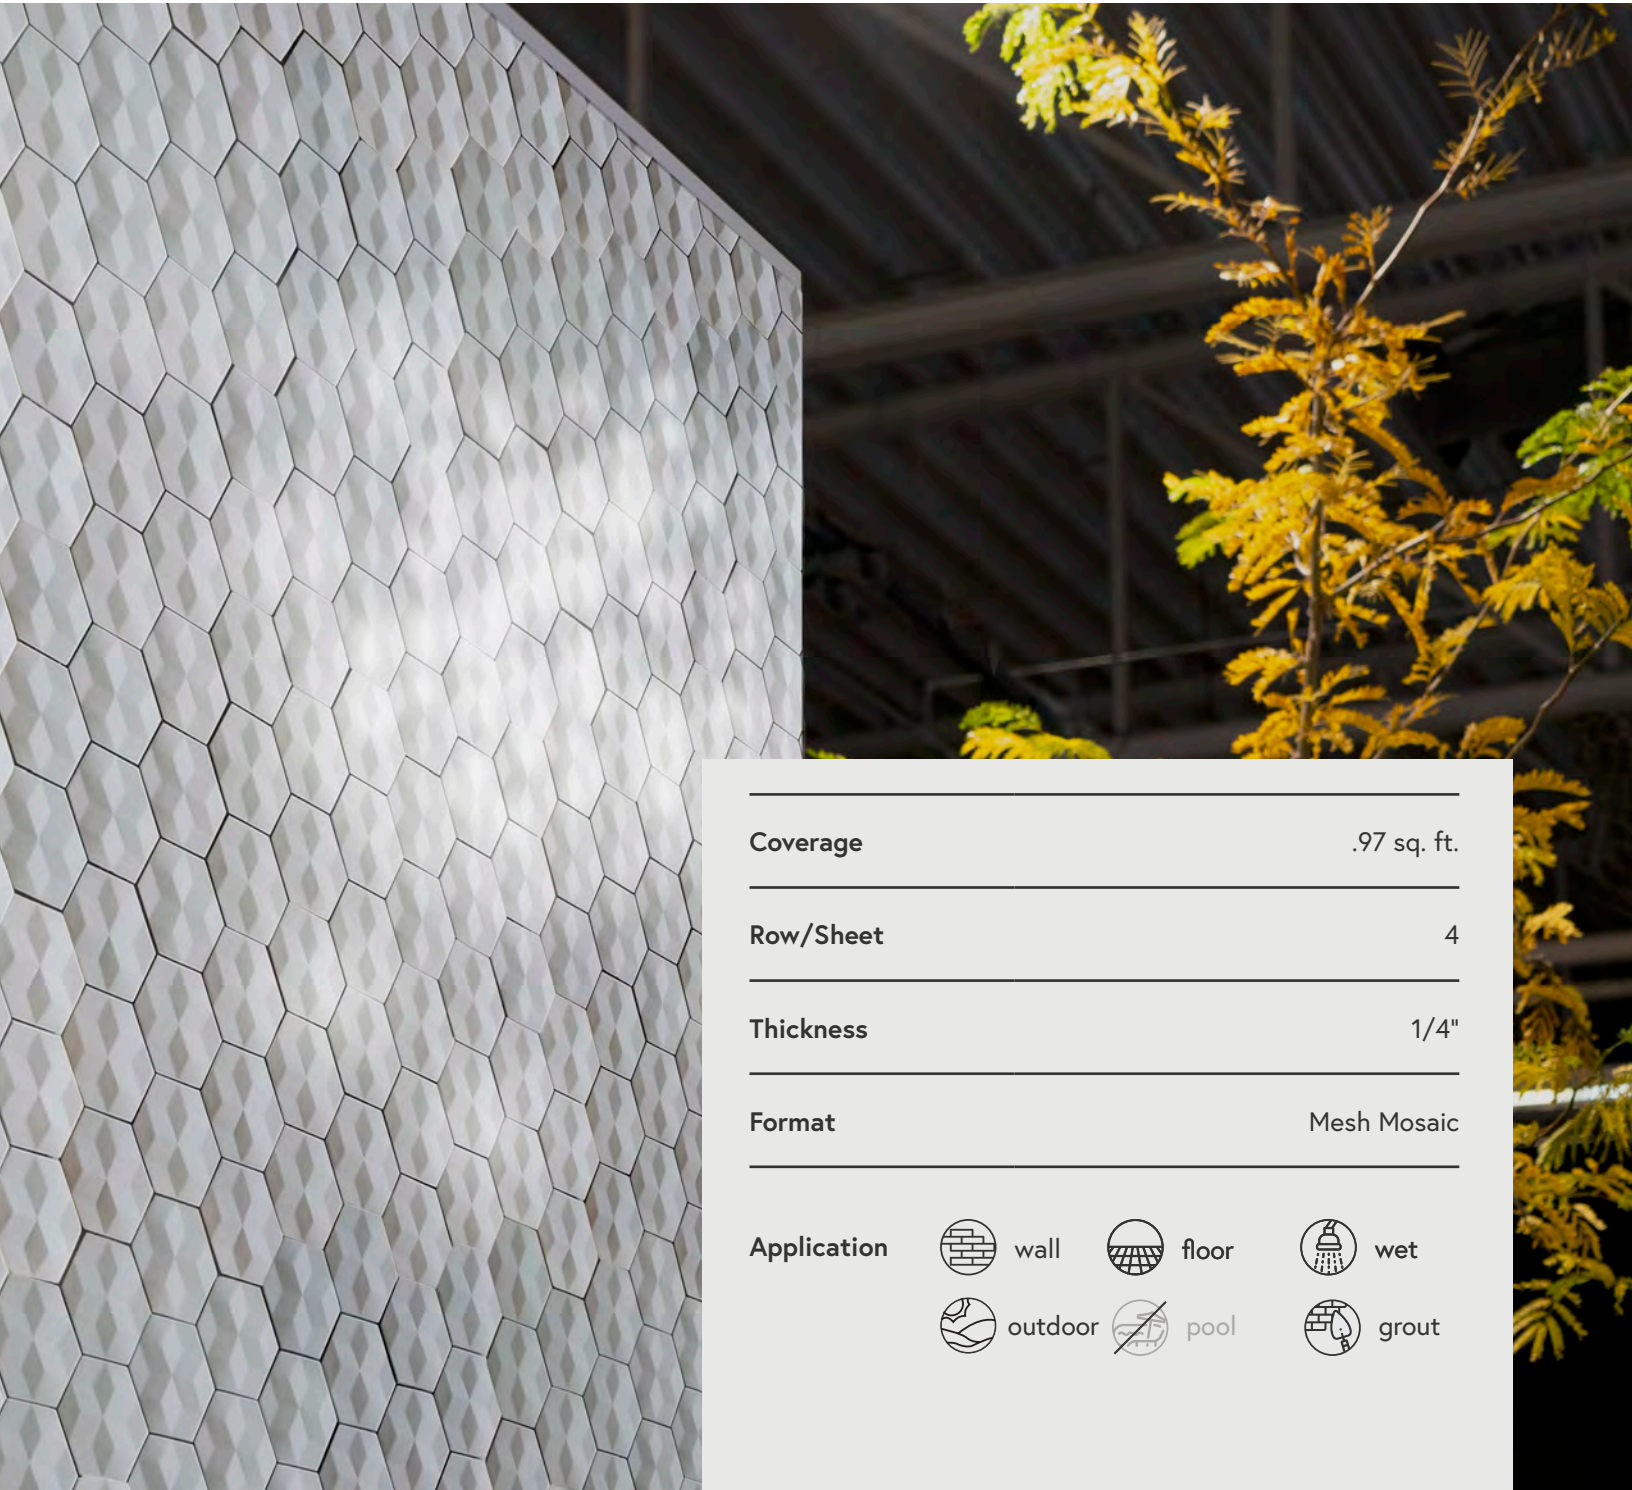 Coverage .97 sq. ft.
Row/Sheet 4
Thickness 1/4"
Format Mesh Mosaic
Application wall floor wet
outdoor pool grout